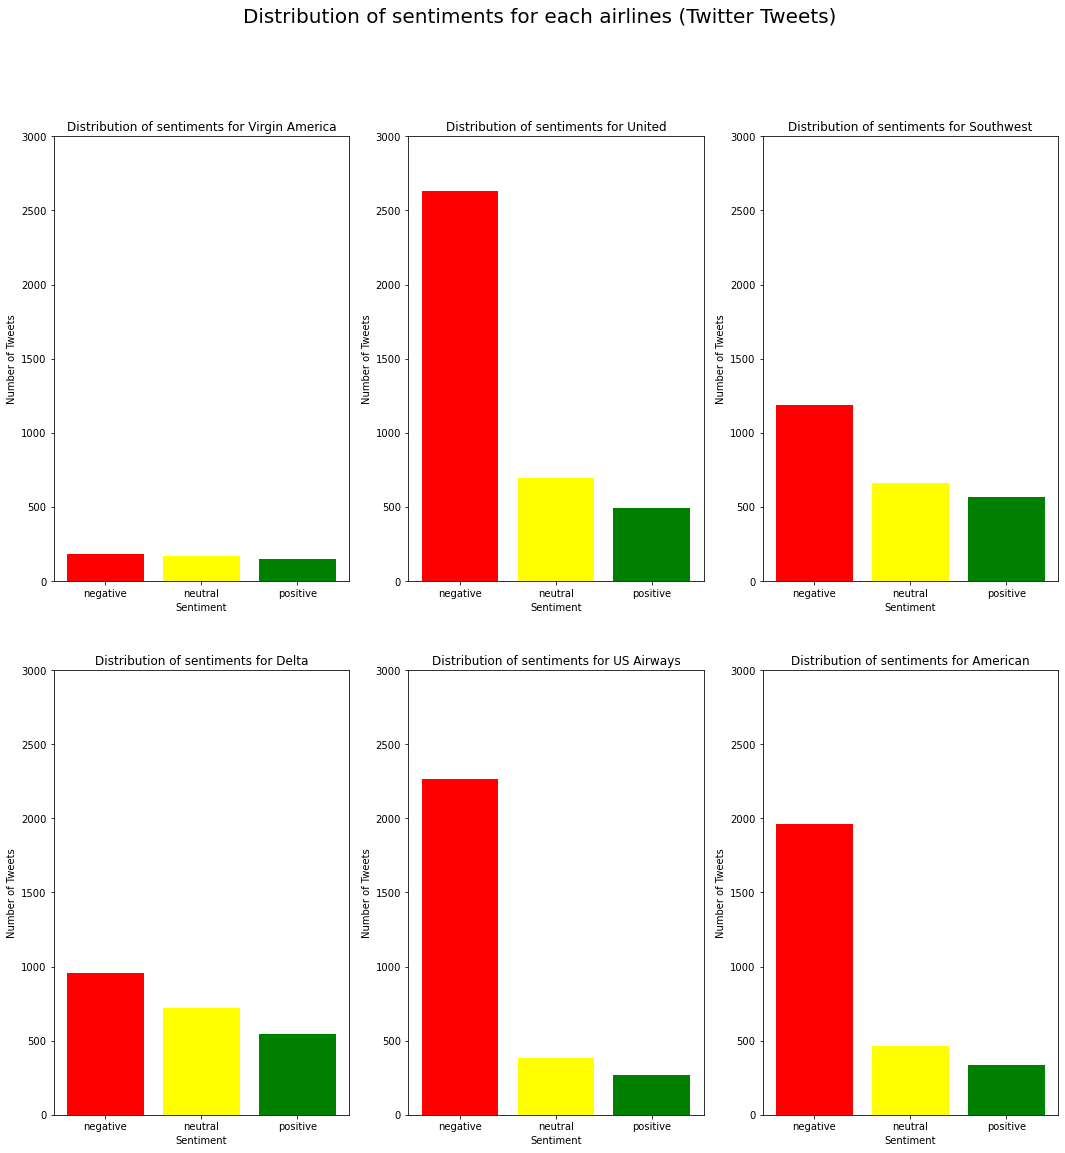 Distribution of sentiments for each airlines (Twitter Tweets)
Distribution of sentiments for Virgin America
3000
2500
2000
1500
1000
500
0
Number of Tweets
negative neutral positive
Sentiment
Distribution of sentiments for United
3000
2500
2000
1500
1000
500
0
Number of Tweets
negative neutral positive
Sentiment
Distribution of sentiments for Southwest
3000
2500
2000
1500
1000
500
0
Number of Tweets
negative neutral positive
Sentiment
Distribution of sentiments for Delta
3000
2500
2000
1500
1000
500
0
Number of Tweets
negative neutral positive
Sentiment
Distribution of sentiments for US Airways
3000
2500
2000
1500
1000
500
0
Number of Tweets
negative neutral positive
Sentiment
Distribution of sentiments for American
3000
2500
2000
1500
1000
500
0
Number of Tweets
negative neutral positive
Sentiment